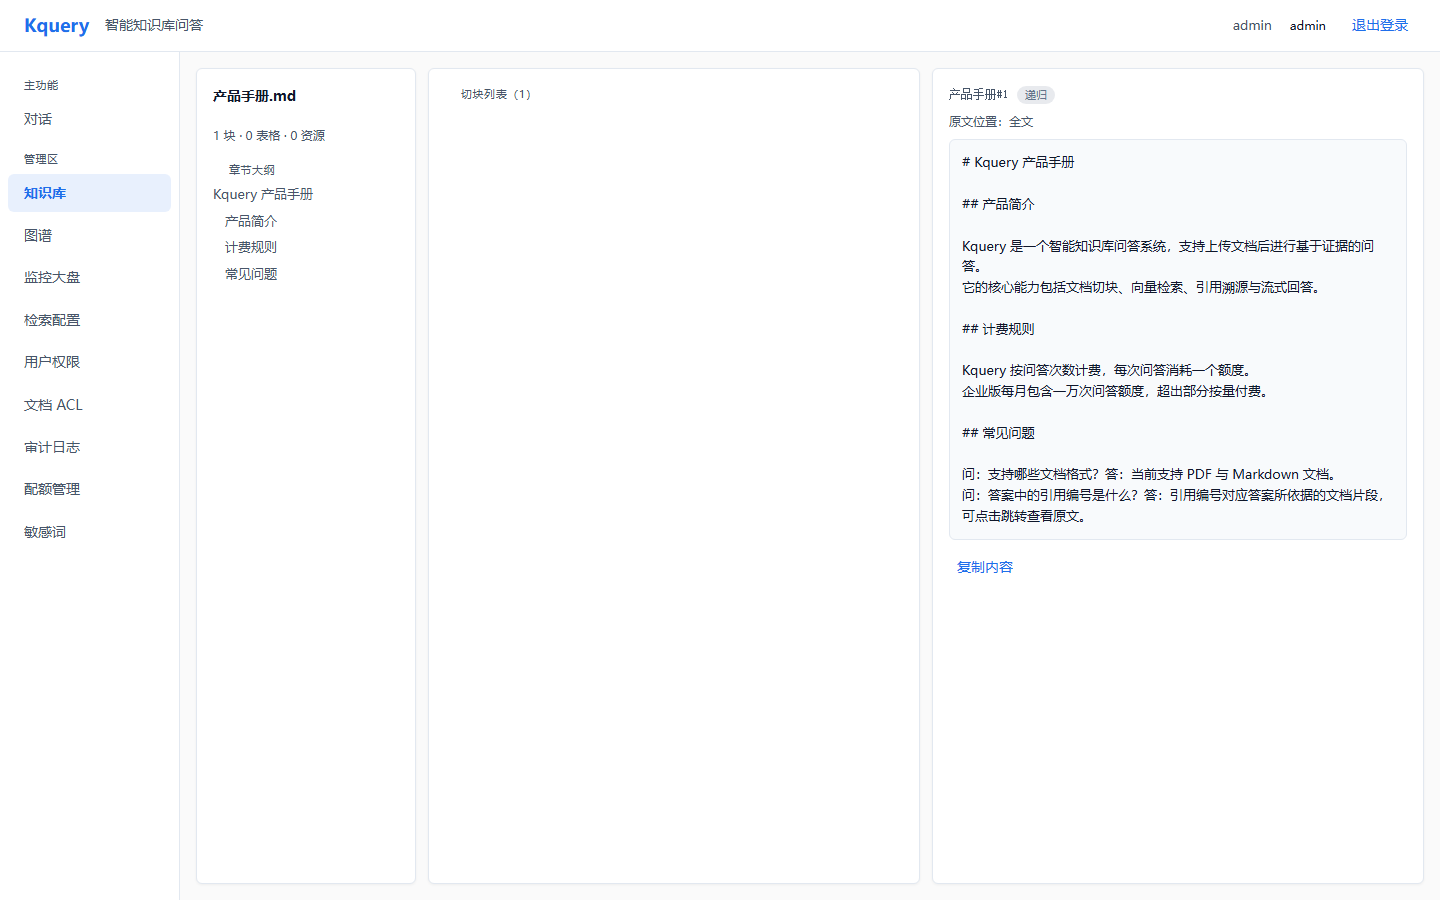 Kquery 智能知识库问答
admin admin 退出登录
主功能
对话
管理区
知识库
图谱
监控大盘
检索配置
用户权限
文档 ACL
审计日志
配额管理
敏感词
产品手册.md
1 块 · 0 表格 · 0 资源
章节大纲
Kquery 产品手册
产品简介
计费规则
常见问题
切块列表（1）
产品手册#1 递归
原文位置：全文
# Kquery 产品手册
## 产品简介
Kquery 是一个智能知识库问答系统，支持上传文档后进行基于证据的问
答。
它的核心能力包括文档切块、向量检索、引用溯源与流式回答。
## 计费规则
Kquery 按问答次数计费，每次问答消耗一个额度。
企业版每月包含一万次问答额度，超出部分按量付费。
## 常见问题
问：支持哪些文档格式？答：当前支持 PDF 与 Markdown 文档。
问：答案中的引用编号是什么？答：引用编号对应答案所依据的文档片段，
可点击跳转查看原文。
复制内容